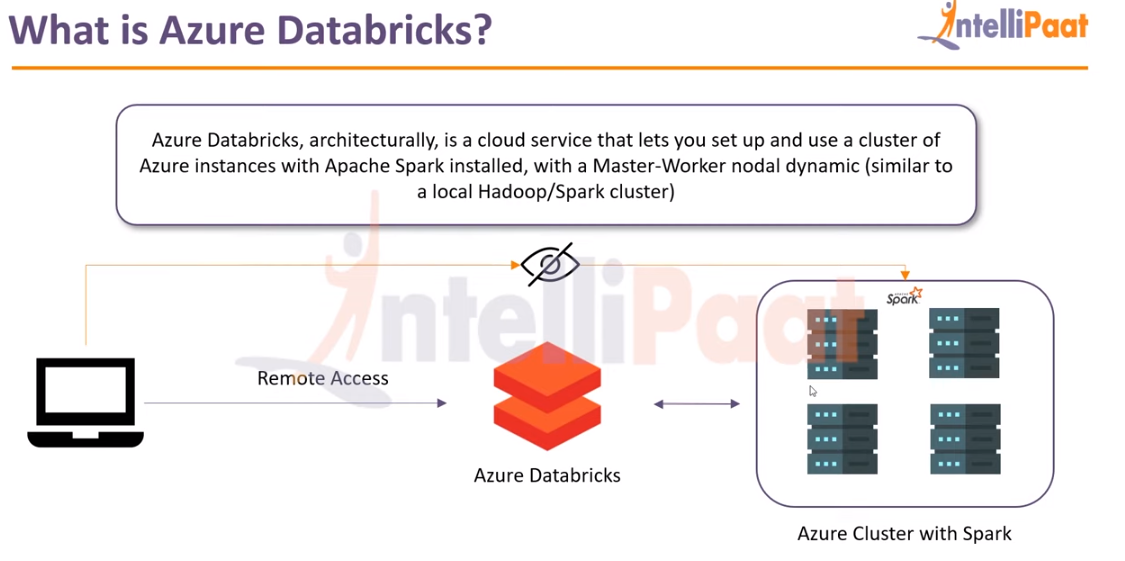 What is Azure Databricks?
IntelliPaat
Azure Databricks, architecturally, is a cloud service that lets you set up and use a cluster of
Azure instances with Apache Spark installed, with a Master-Worker nodal dynamic (similar to
a local Hadoop/Spark cluster)
IntelliPaat
Spark
Remote Access
Azure Databricks
Azure Cluster with Spark